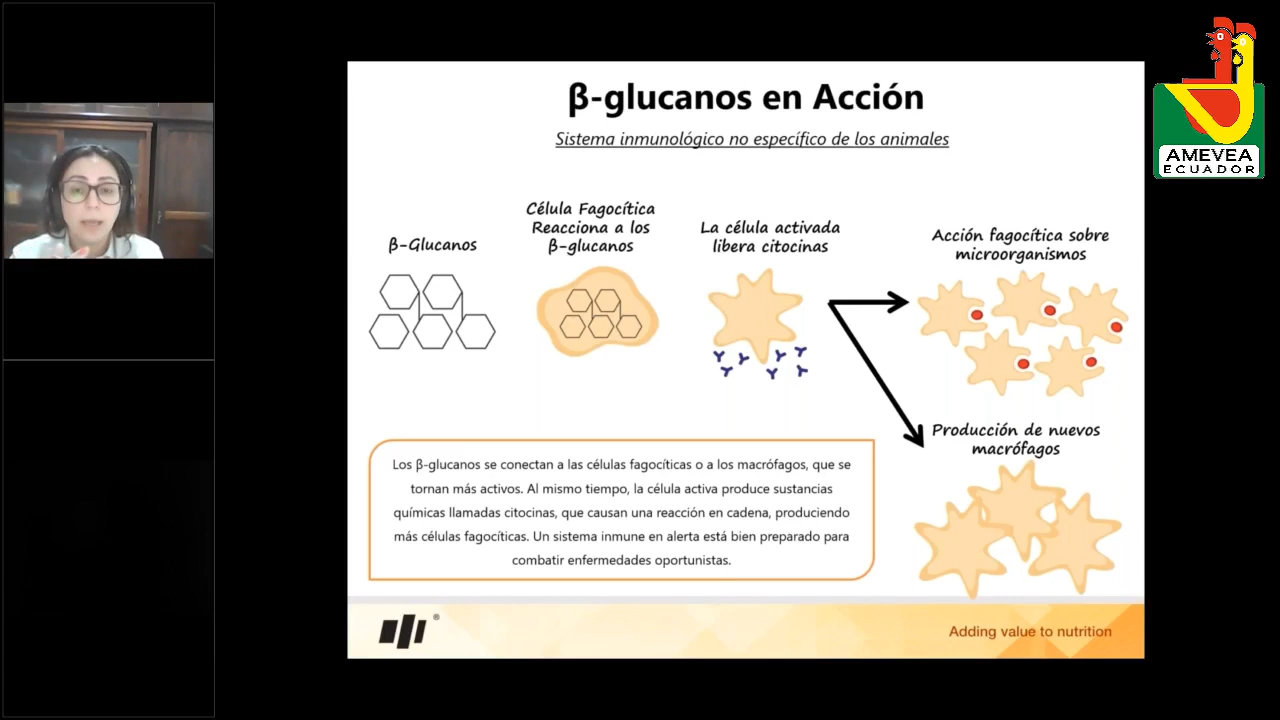 β-glucanos en Acción
Sistema inmunológico no específico de los animales
β-Glucanos
Célula Fagocítica
Reacciona a los
β-glucanos
La célula activada
libera citocinas
Acción fagocítica sobre
microorganismos
Producción de nuevos
macrófagos
Los β-glucanos se conectan a las células fagocíticas o a los macrófagos, que se
tornan más activos. Al mismo tiempo, la célula activa produce sustancias
químicas llamadas citocinas, que causan una reacción en cadena, produciendo
más células fagocíticas. Un sistema inmune en alerta está bien preparado para
combatir enfermedades oportunistas.
®
Adding value to nutrition
AMEVEA
ECUADOR